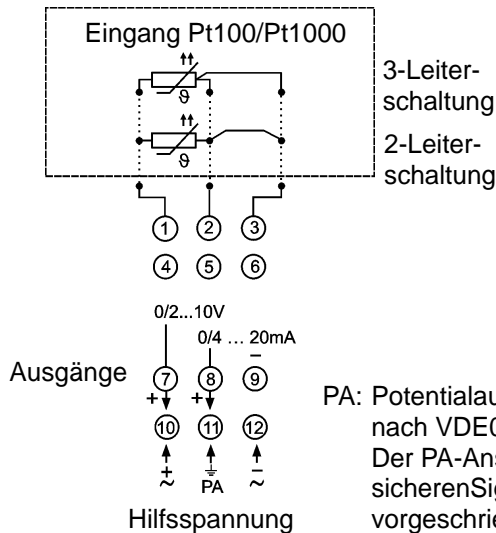 Eingang Pt100/Pt1000
3-Leiter-
schaltung
ϑ
2-Leiter-
schaltung
ϑ
1 2 3
4 5 6
0/2...10V
0/4 ... 20mA
Ausgänge 7 8 9
+ + −
10 11 12
+ −
~ PA ~
Hilfsspannung
PA: Potentialau
nach VDE0
Der PA-Ans
sicherenSig
vorgeschrie